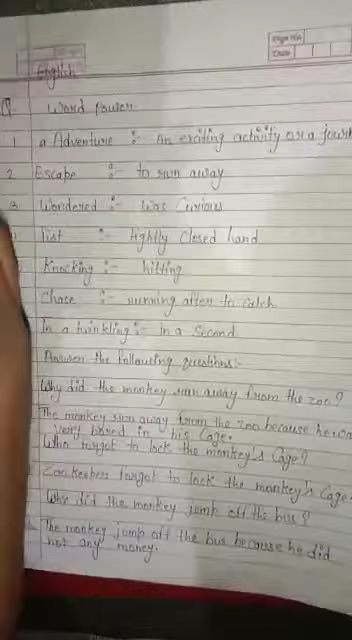 Page No.
Date
English
Q. Word Power
1 a Adventure :- An exiting activity or a jour
2 Escape :- to run away
3 Wondered :- Was Curious
fist :- tightly closed hand
Knocking :- hitting
Chase :- running after to catch
In a twinkling :- In a second
Answer the following questions:-
Why did the monkey run away from the zoo?
The monkey run away from the zoo because he
very bored in his cage.
Who forgot to lock the monkey's Cage?
Zookeeper forgot to lock the monkey's Cage.
Why did the monkey jump off the bus?
The monkey jump off the bus because he did
not any money.